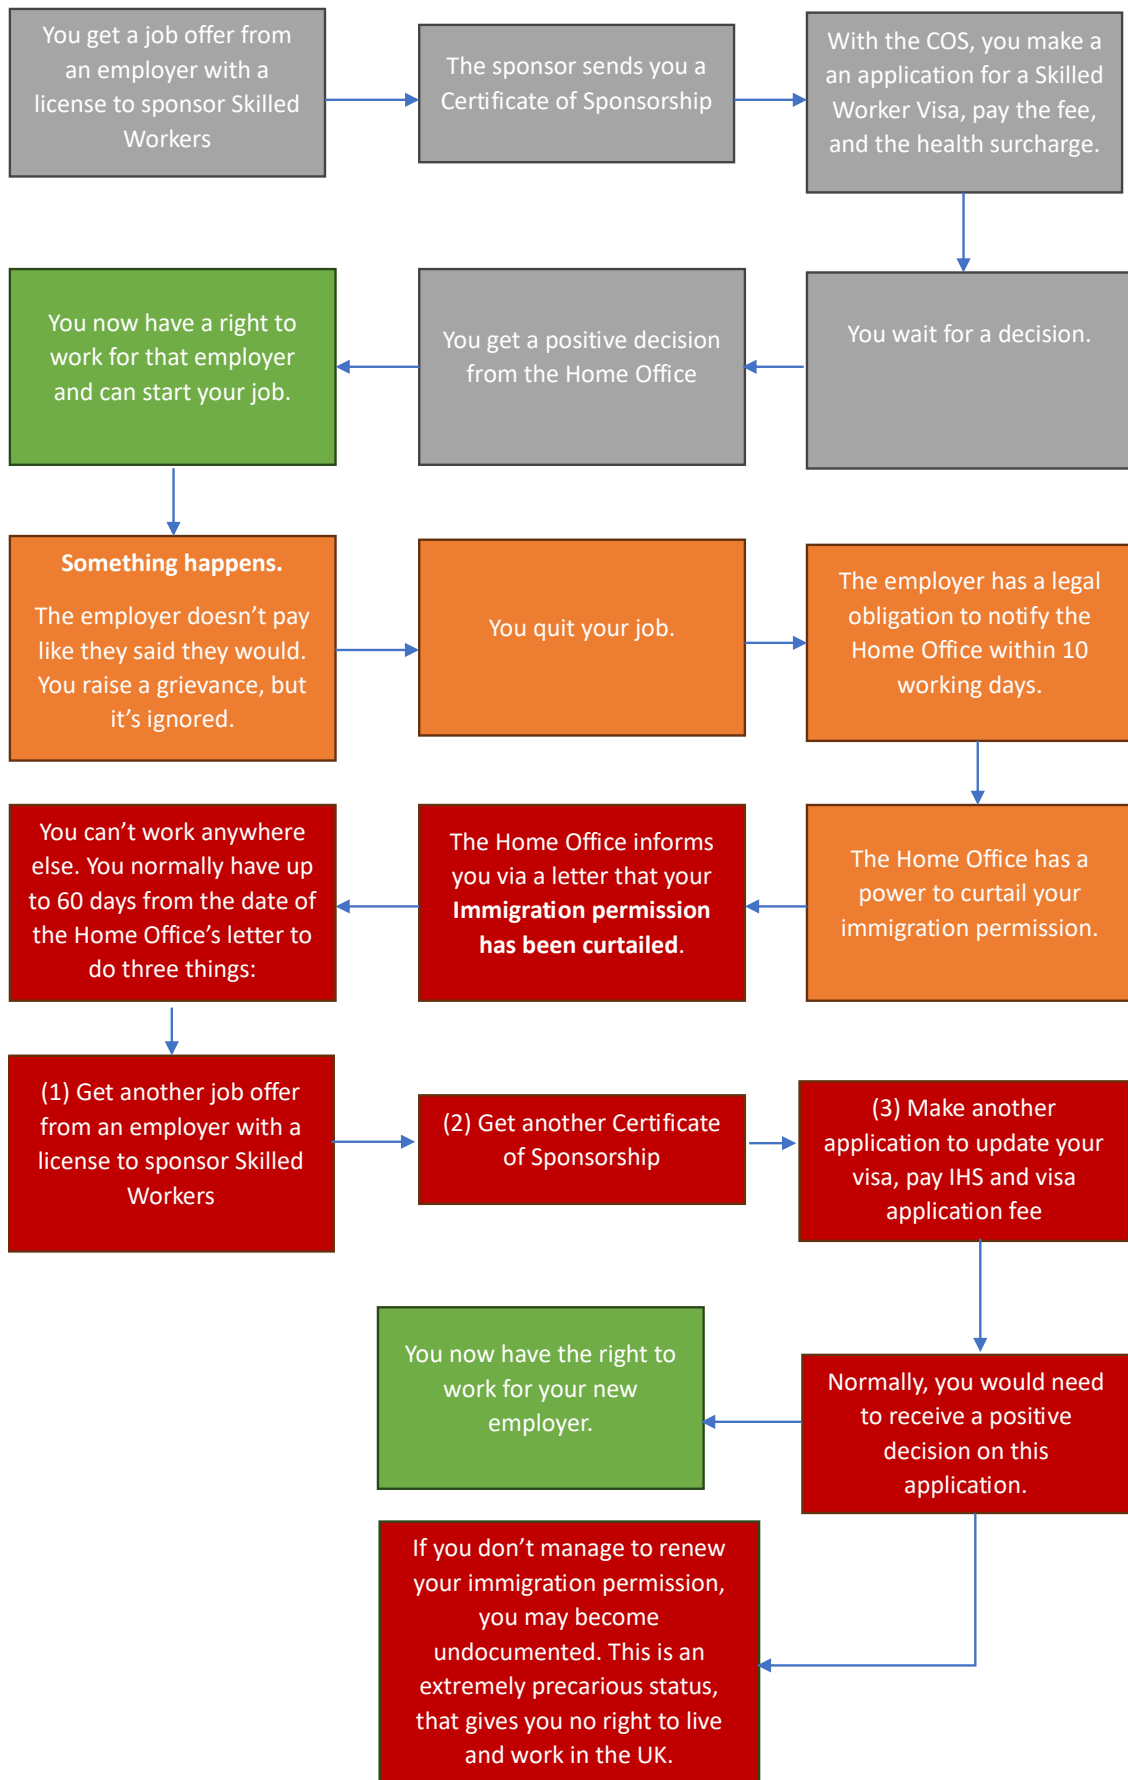 You get a job offer from
an employer with a
license to sponsor Skilled
Workers
The sponsor sends you a
Certificate of Sponsorship
With the COS, you make a
an application for a Skilled
Worker Visa, pay the fee,
and the health surcharge.
You wait for a decision.
You get a positive decision
from the Home Office
You now have a right to
work for that employer
and can start your job.
Something happens.
The employer doesn’t pay
like they said they would.
You raise a grievance, but
it’s ignored.
You quit your job.
The employer has a legal
obligation to notify the
Home Office within 10
working days.
The Home Office has a
power to curtail your
immigration permission.
The Home Office informs
you via a letter that your
Immigration permission
has been curtailed.
You can’t work anywhere
else. You normally have up
to 60 days from the date of
the Home Office’s letter to
do three things:
(1) Get another job offer
from an employer with a
license to sponsor Skilled
Workers
(2) Get another Certificate
of Sponsorship
(3) Make another
application to update your
visa, pay IHS and visa
application fee
Normally, you would need
to receive a positive
decision on this
application.
You now have the right to
work for your new
employer.
If you don’t manage to renew
your immigration permission,
you may become
undocumented. This is an
extremely precarious status,
that gives you no right to live
and work in the UK.